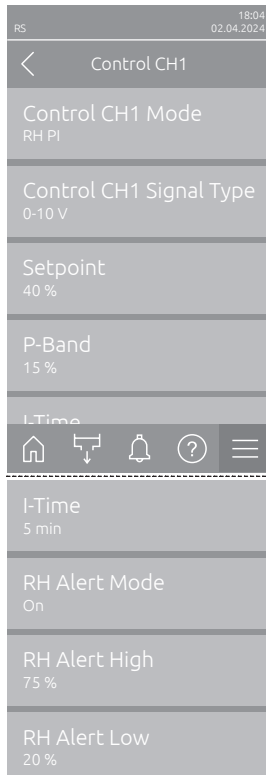 18:04
RS 02.04.2024
Control CH1
Control CH1 Mode
RH PI
Control CH1 Signal Type
0-10 V
Setpoint
40 %
P-Band
15 %
I-Time
?
I-Time
5 min
RH Alert Mode
On
RH Alert High
75 %
RH Alert Low
20 %